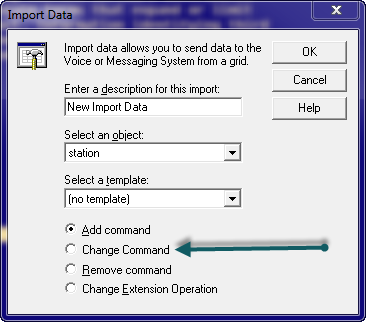 Import Data
Import data allows you to send data to the
Voice or Messaging System from a grid.
OK
Cancel
Help
Enter a description for this import:
New Import Data
Select an object:
station
Select a template:
(no template)
Add command
Change Command
Remove command
Change Extension Operation